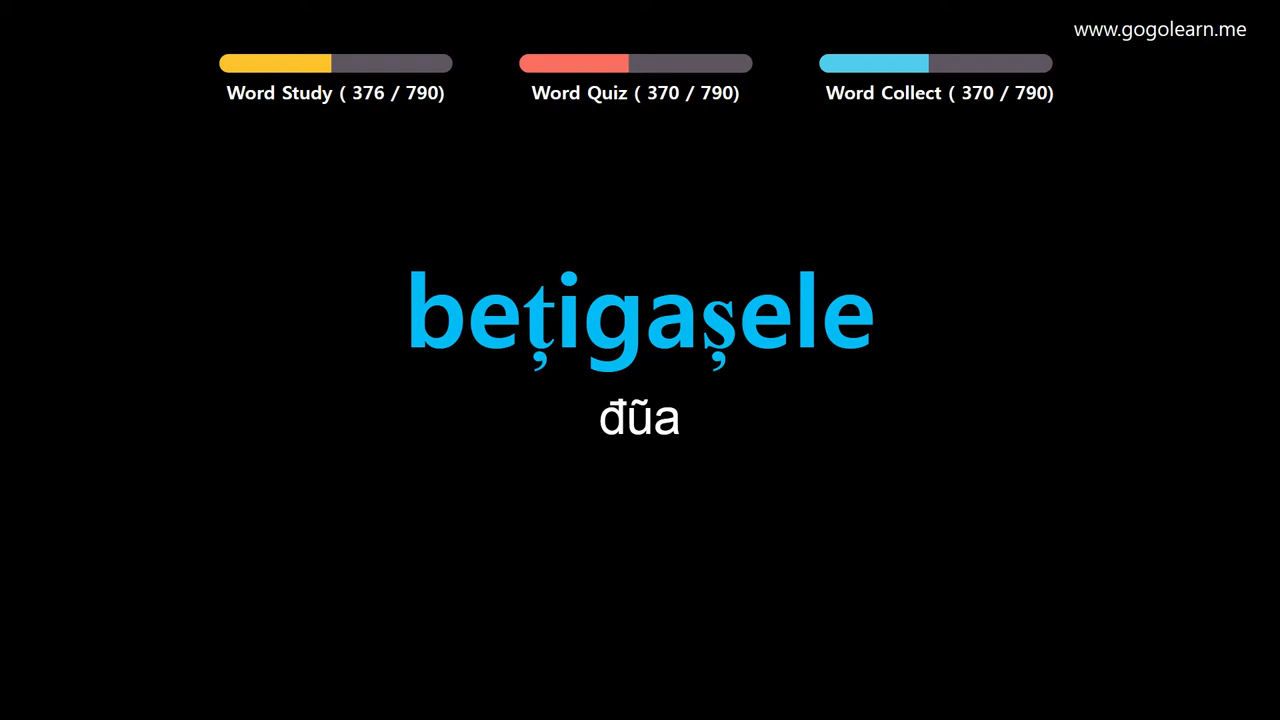 www.gogolearn.me
Word Study ( 376 / 790)
Word Quiz ( 370 / 790)
Word Collect ( 370 / 790)
bețigașele
đũa